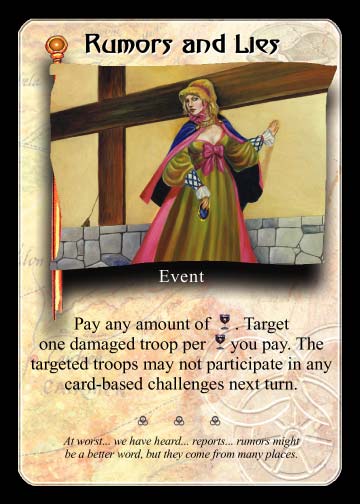 Rumors and Lies
Event
Pay any amount of . Target
one damaged troop per you pay. The
targeted troops may not participate in any
card-based challenges next turn.
At worst... we have heard... reports... rumors might
be a better word, but they come from many places.